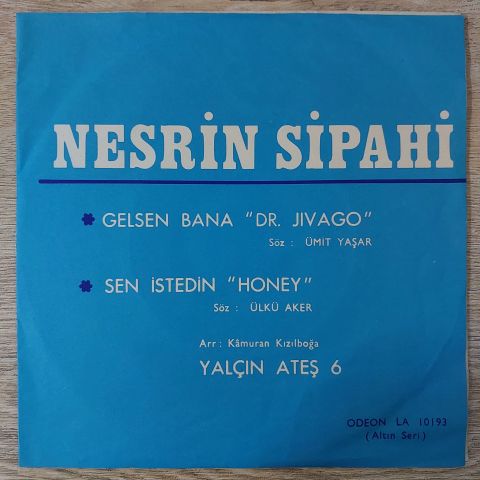 NESRİN SİPAHİ
GELSEN BANA "DR. JIVAGO"
Söz : ÜMIT YAŞAR
SEN İSTEDİN "HONEY"
Söz : ÜLKÜ AKER
Arr : Kâmuran Kızılboğa
YALÇIN ATEŞ 6
ODEON LA 10193
(Altın Seri)